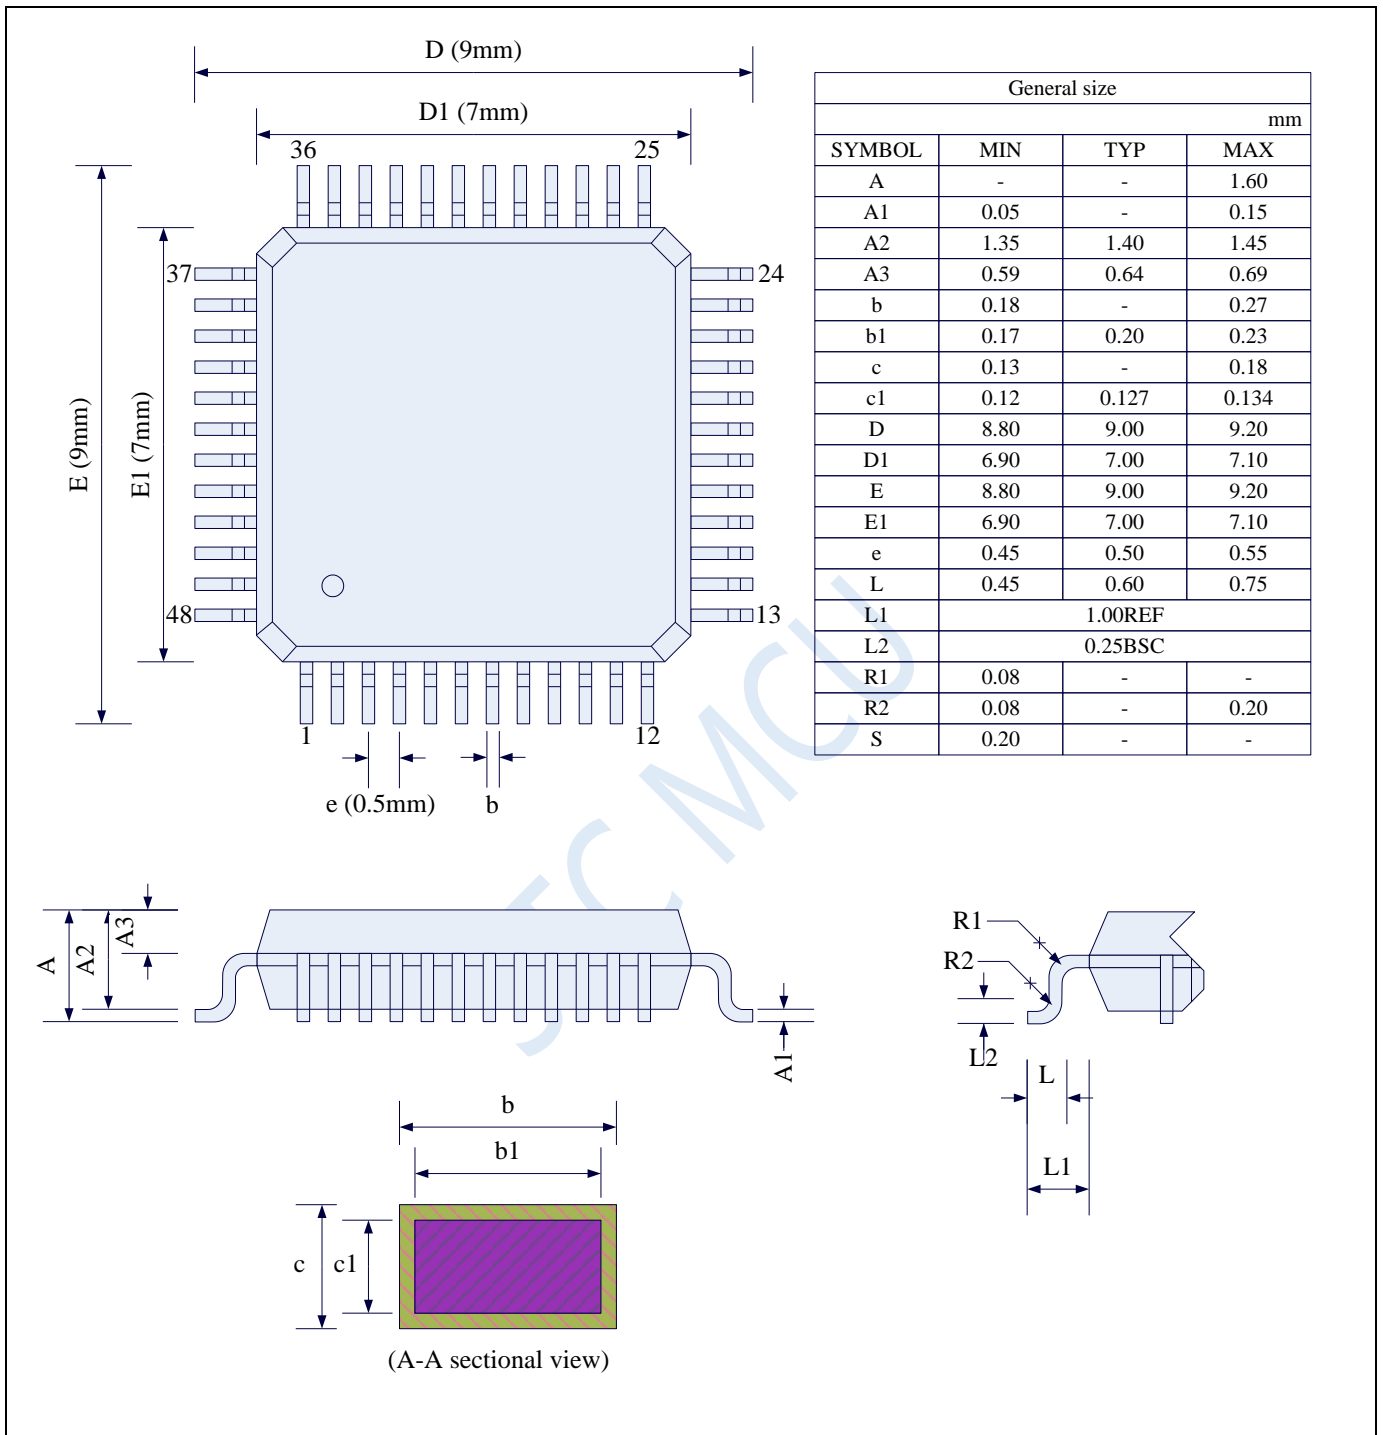 D (9mm)
D1 (7mm)
36
25
37
24
E (9mm)
E1 (7mm)
48
13
1
12
e (0.5mm)
b
General size
mm
SYMBOL MIN TYP MAX
A - - 1.60
A1 0.05 - 0.15
A2 1.35 1.40 1.45
A3 0.59 0.64 0.69
b 0.18 - 0.27
b1 0.17 0.20 0.23
c 0.13 - 0.18
c1 0.12 0.127 0.134
D 8.80 9.00 9.20
D1 6.90 7.00 7.10
E 8.80 9.00 9.20
E1 6.90 7.00 7.10
e 0.45 0.50 0.55
L 0.45 0.60 0.75
L1 1.00REF
L2 0.25BSC
R1 0.08 - -
R2 0.08 - 0.20
S 0.20 - -
STC MCU
A
A2
A3
A1
R1
R2
L2
L
L1
b
b1
c
c1
(A-A sectional view)